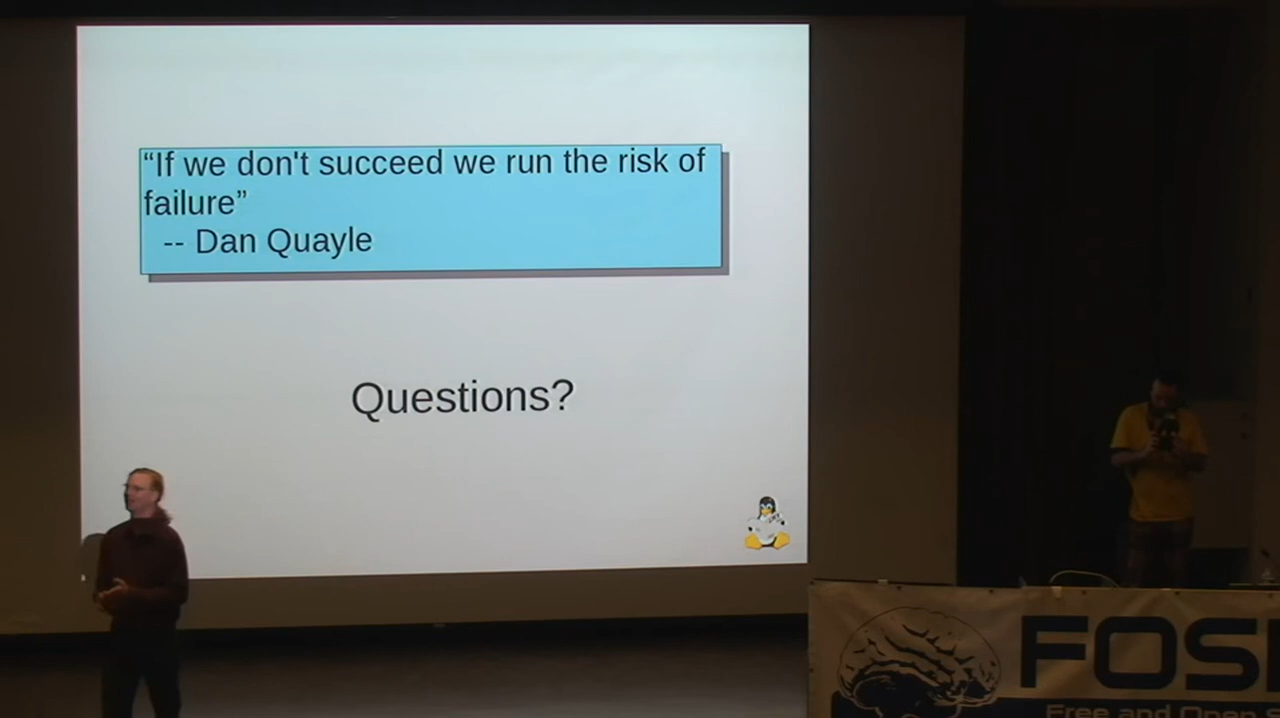 “If we don't succeed we run the risk of
failure”
-- Dan Quayle
Questions?
FOS
Free and Open S